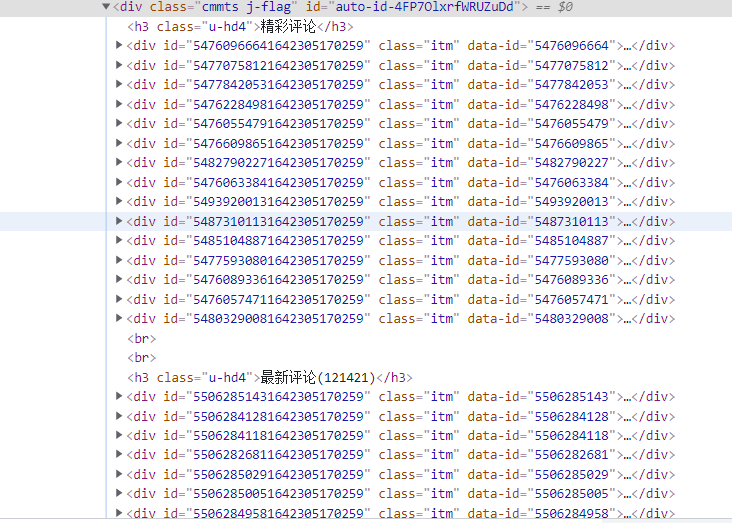 ▼<div class="cmmts j-flag" id="auto-id-4FP7OlxrfWRUZuDd"> == $0
<h3 class="u-hd4">精彩评论</h3>
▶<div id="54760966641642305170259" class="itm" data-id="5476096664">…</div>
▶<div id="54770758121642305170259" class="itm" data-id="5477075812">…</div>
▶<div id="54778420531642305170259" class="itm" data-id="5477842053">…</div>
▶<div id="54762284981642305170259" class="itm" data-id="5476228498">…</div>
▶<div id="54760554791642305170259" class="itm" data-id="5476055479">…</div>
▶<div id="54766098651642305170259" class="itm" data-id="5476609865">…</div>
▶<div id="54827902271642305170259" class="itm" data-id="5482790227">…</div>
▶<div id="54760633841642305170259" class="itm" data-id="5476063384">…</div>
▶<div id="54939200131642305170259" class="itm" data-id="5493920013">…</div>
▶<div id="54873101131642305170259" class="itm" data-id="5487310113">…</div>
▶<div id="54851048871642305170259" class="itm" data-id="5485104887">…</div>
▶<div id="54775930801642305170259" class="itm" data-id="5477593080">…</div>
▶<div id="54760893361642305170259" class="itm" data-id="5476089336">…</div>
▶<div id="54760574711642305170259" class="itm" data-id="5476057471">…</div>
▶<div id="54803290081642305170259" class="itm" data-id="5480329008">…</div>
<br>
<br>
<h3 class="u-hd4">最新评论(121421)</h3>
▶<div id="55062851431642305170259" class="itm" data-id="5506285143">…</div>
▶<div id="55062841281642305170259" class="itm" data-id="5506284128">…</div>
▶<div id="55062841181642305170259" class="itm" data-id="5506284118">…</div>
▶<div id="55062826811642305170259" class="itm" data-id="5506282681">…</div>
▶<div id="55062850291642305170259" class="itm" data-id="5506285029">…</div>
▶<div id="55062850051642305170259" class="itm" data-id="5506285005">…</div>
▶<div id="55062849581642305170259" class="itm" data-id="5506284958">…</div>